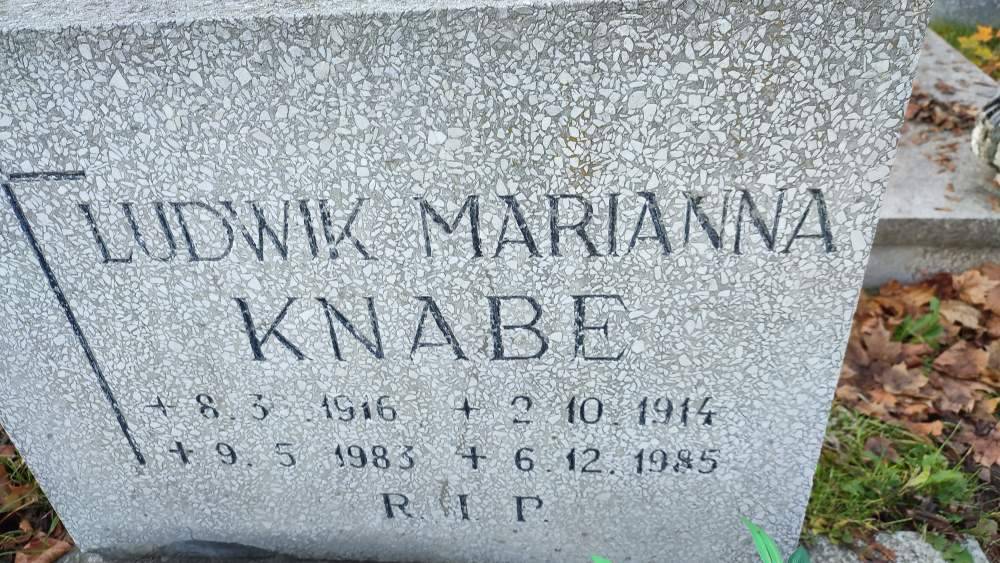 LUDWIK MARIANNA
KNABE
+ 8. 3 1916 + 2 10. 1914
+ 9. 5 1983 + 6.12. 1985
R. I. P.